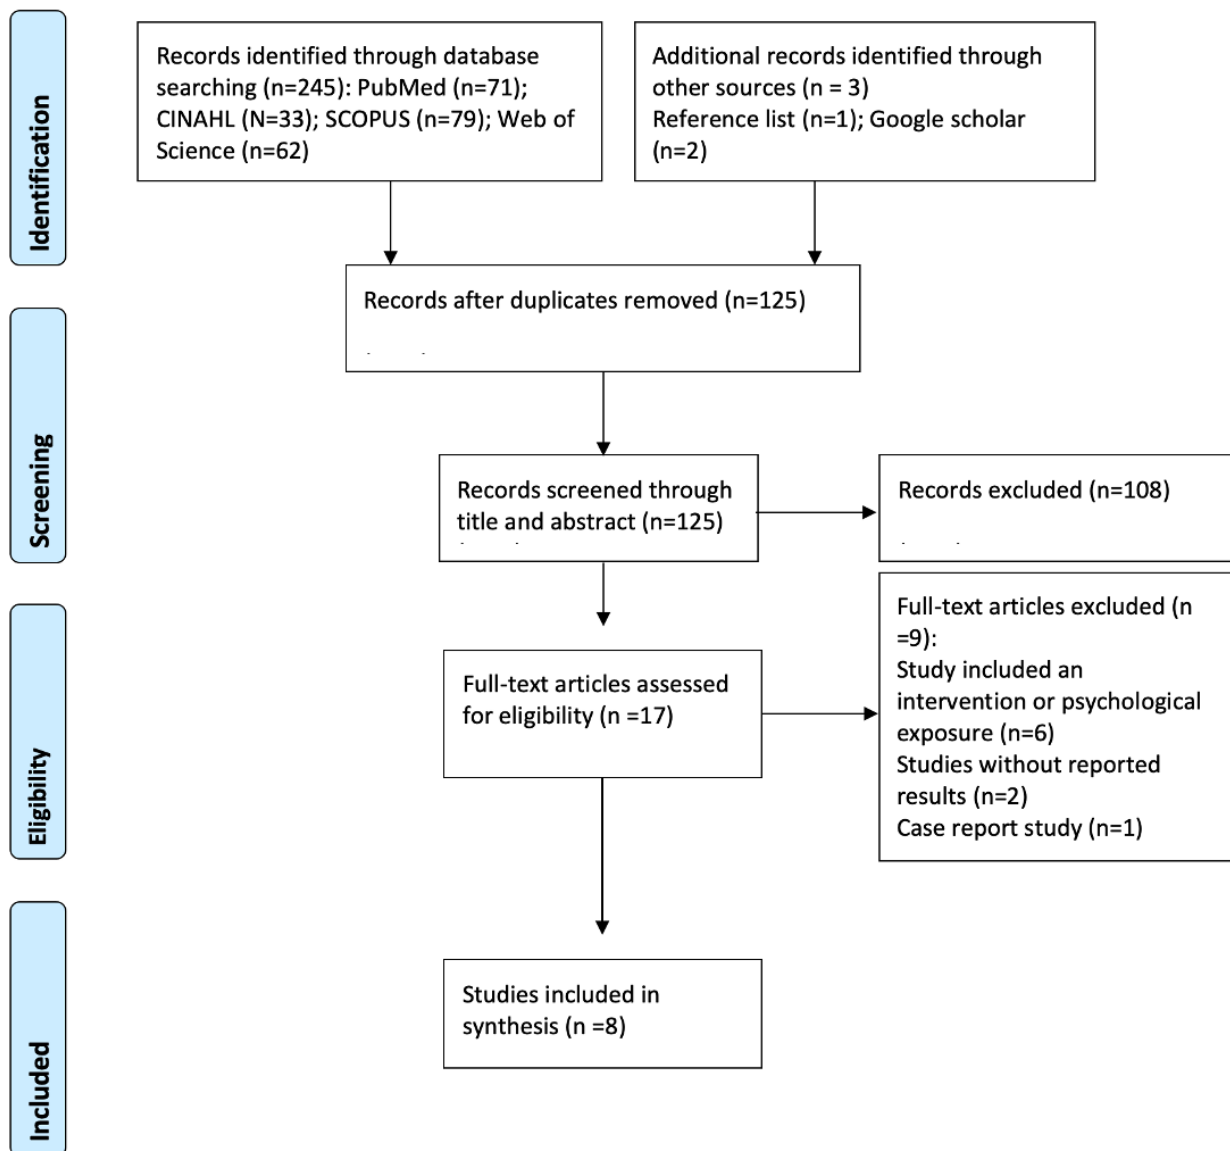 Identification
Records identified through database
searching (n=245): PubMed (n=71);
CINAHL (N=33); SCOPUS (n=79); Web of
Science (n=62)
Additional records identified through
other sources (n = 3)
Reference list (n=1); Google scholar
(n=2)
Records after duplicates removed (n=125)
Screening
Records screened through
title and abstract (n=125)
Records excluded (n=108)
Eligibility
Full-text articles assessed
for eligibility (n =17)
Full-text articles excluded (n
=9):
Study included an
intervention or psychological
exposure (n=6)
Studies without reported
results (n=2)
Case report study (n=1)
Included
Studies included in
synthesis (n =8)